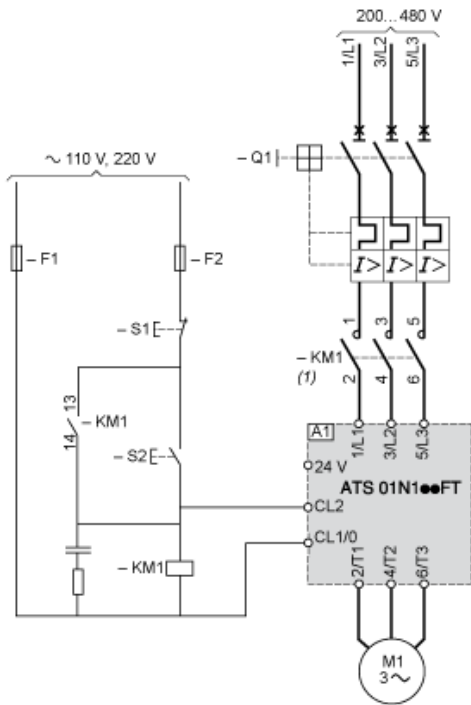 200... 480 V
1/L1
3/L2
5/L3
– Q1
I>
I>
I>
~ 110 V, 220 V
– F1
– F2
– S1
1
3
5
– KM1
(1)
2
4
6
13
14
– KM1
– S2
A1
1/L1
3/L2
5/L3
24 V
ATS 01N1●●FT
CL2
CL1/0
– KM1
2/T1
4/T2
6/T3
M1
3 ~